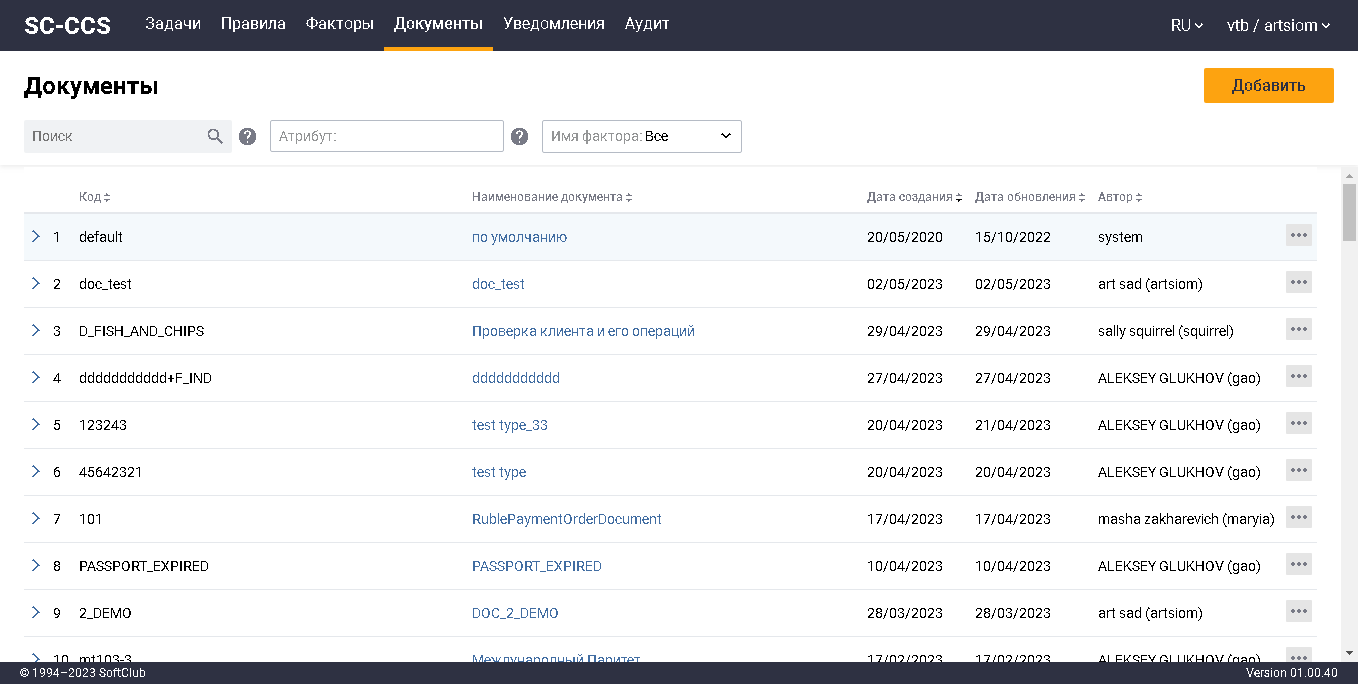 SC-CCS Задачи Правила Факторы Документы Уведомления Аудит RU vtb / artsiom
Документы Добавить
Поиск ? Атрибут: ? Имя фактора: Все
Код Наименование документа Дата создания Дата обновления Автор
1 default по умолчанию 20/05/2020 15/10/2022 system •••
2 doc_test doc_test 02/05/2023 02/05/2023 art sad (artsiom) •••
3 D_FISH_AND_CHIPS Проверка клиента и его операций 29/04/2023 29/04/2023 sally squirrel (squirrel) •••
4 ddddddddddd+F_IND ddddddddddd 27/04/2023 27/04/2023 ALEKSEY GLUKHOV (gao) •••
5 123243 test type_33 20/04/2023 21/04/2023 ALEKSEY GLUKHOV (gao) •••
6 45642321 test type 20/04/2023 20/04/2023 ALEKSEY GLUKHOV (gao) •••
7 101 RublePaymentOrderDocument 17/04/2023 17/04/2023 masha zakharevich (maryia) •••
8 PASSPORT_EXPIRED PASSPORT_EXPIRED 10/04/2023 10/04/2023 ALEKSEY GLUKHOV (gao) •••
9 2_DEMO DOC_2_DEMO 28/03/2023 28/03/2023 art sad (artsiom) •••
10 mt103-3 Международный Паритет 17/02/2023 17/02/2023 ALEKSEY GLUKHOV (gao) •••
© 1994–2023 SoftClub Version 01.00.40